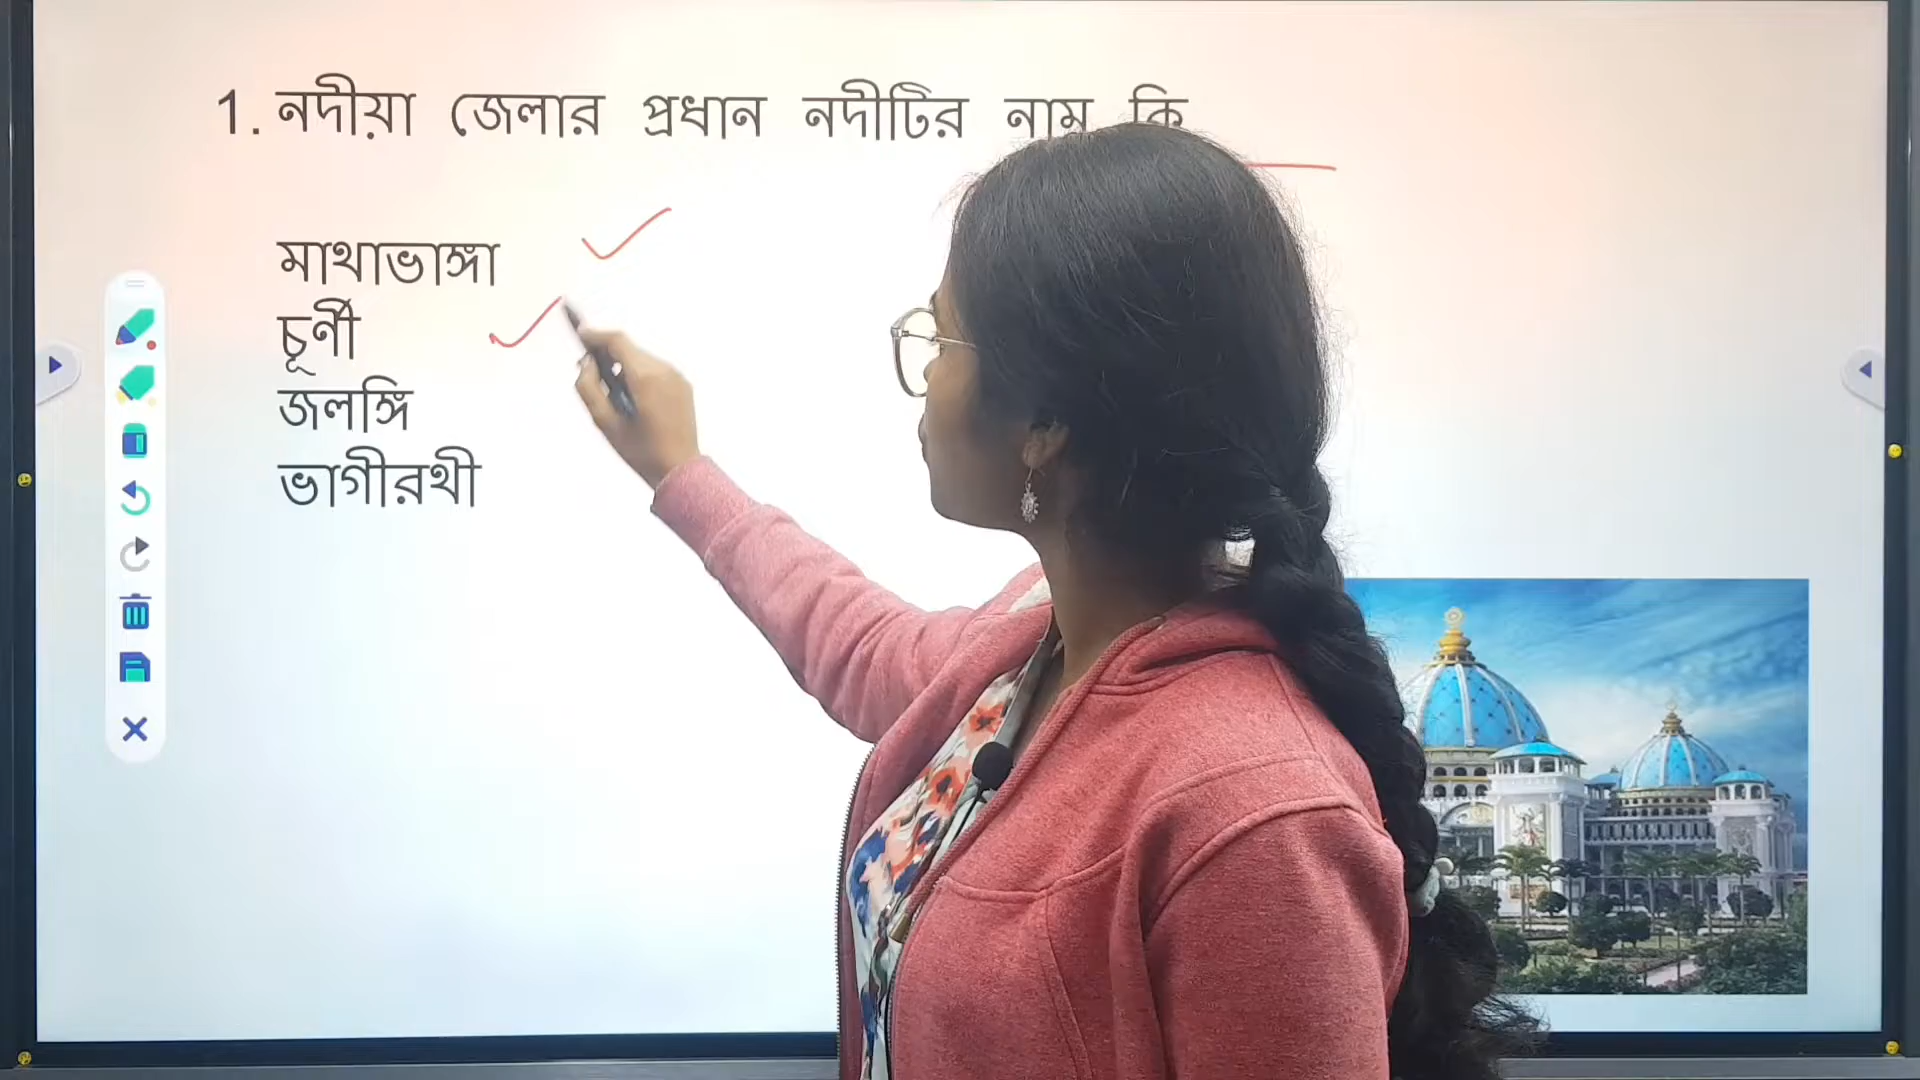 1. নদীয়া জেলার প্রধান নদীটির নাম কি
মাথাভাঙ্গা
চূর্ণী
জলঙ্গি
ভাগীরথী